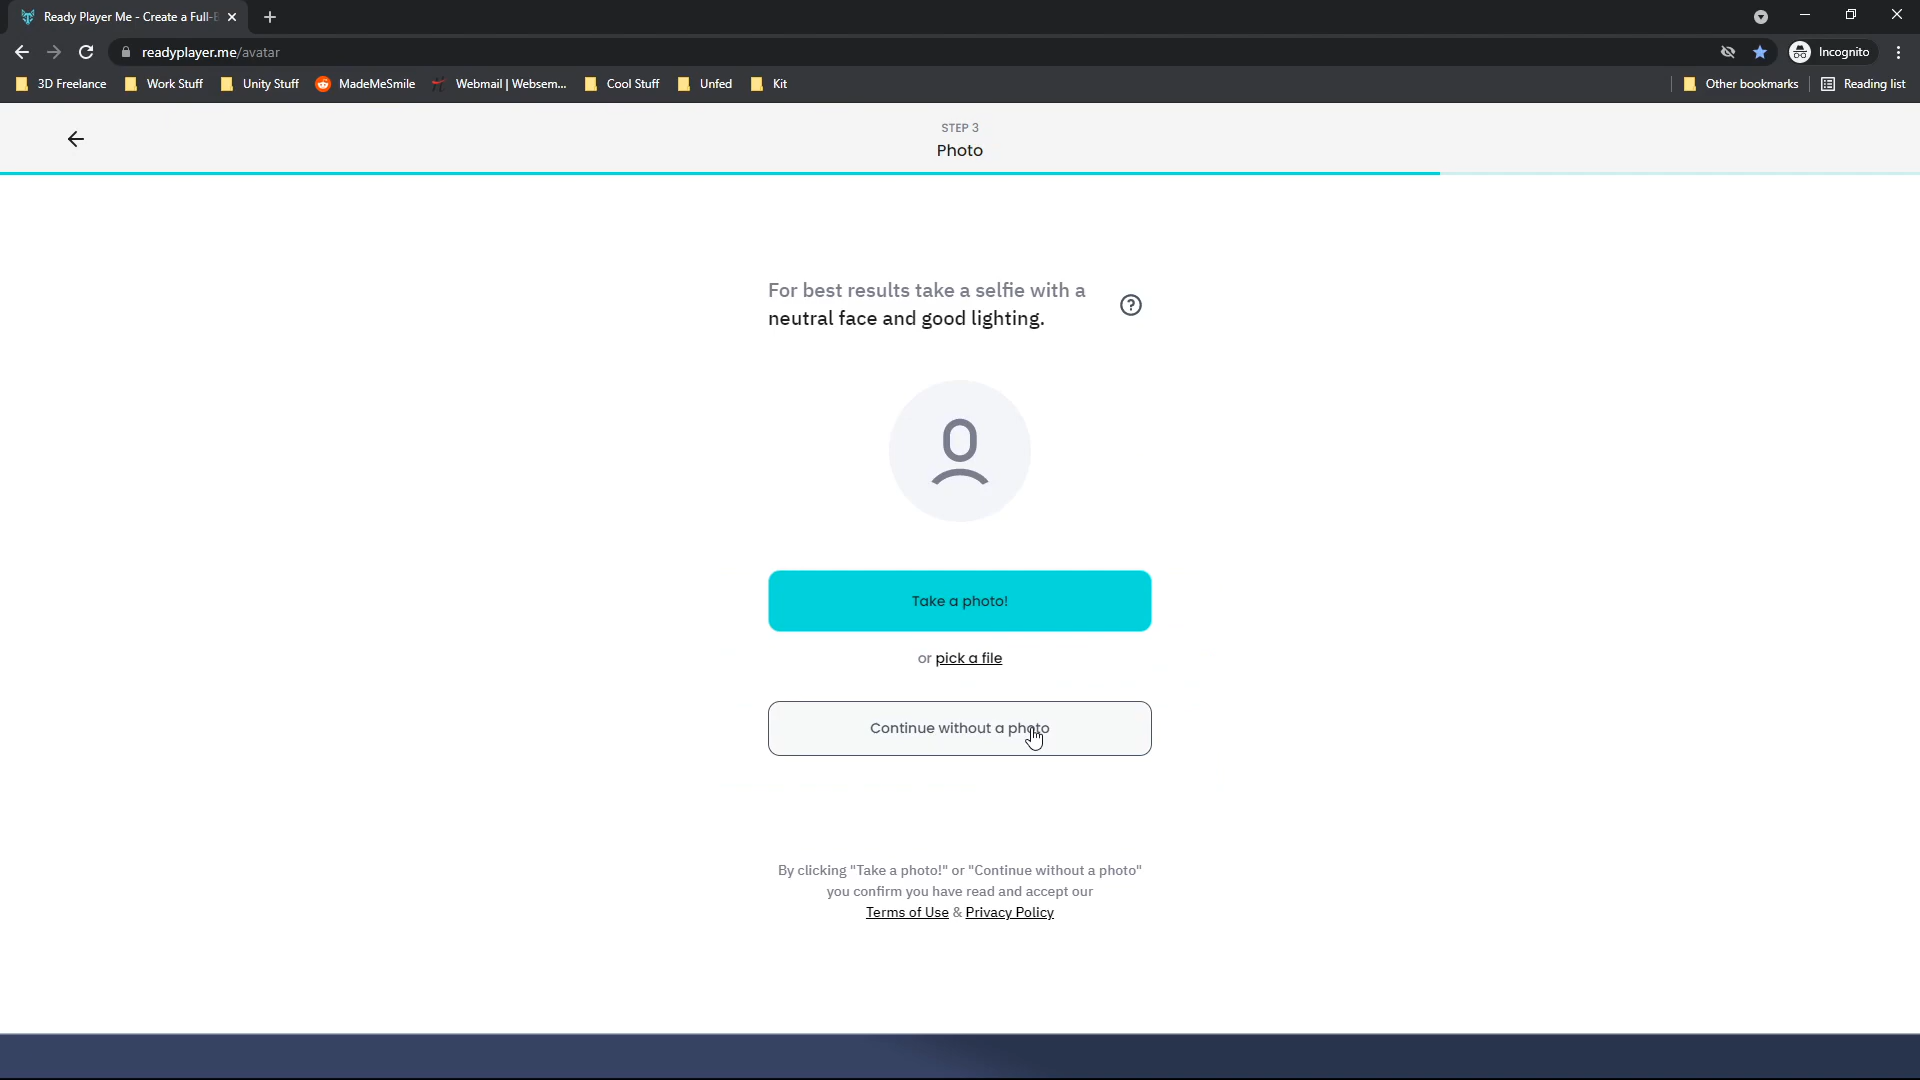 Ready Player Me - Create a Full-B
readyplayer.me/avatar
Incognito
3D Freelance
Work Stuff
Unity Stuff
MadeMeSmile
Webmail | Websem...
Cool Stuff
Unfed
Kit
Other bookmarks
Reading list
STEP 3
Photo
For best results take a selfie with a
neutral face and good lighting.
?
Take a photo!
or pick a file
Continue without a photo
By clicking "Take a photo!" or "Continue without a photo"
you confirm you have read and accept our
Terms of Use & Privacy Policy